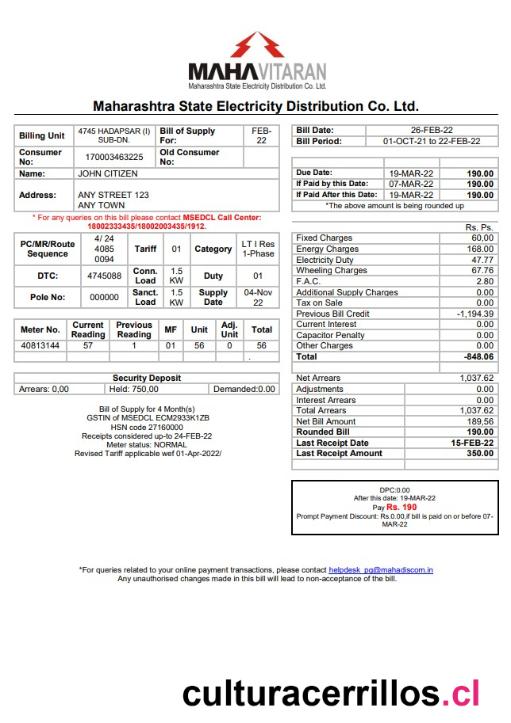 MAHAVITARAN
Maharashtra State Electricity Distribution Co. Ltd.
Maharashtra State Electricity Distribution Co. Ltd.
Billing Unit 4745 HADAPSAR (I) SUB-DN. Bill of Supply For: FEB-22
Consumer No: 170003463225 Old Consumer No:
Name: JOHN CITIZEN
Address: ANY STREET 123
ANY TOWN
* For any queries on this bill please contact MSEDCL Call Center:
18002333435/18002003435/1912.
PC/MR/Route Sequence 4/ 24 4085 0094 Tariff 01 Category LT I Res 1-Phase
DTC: 4745088 Conn. Load 1.5 KW Duty 01
Pole No: 000000 Sanct. Load 1.5 KW Supply Date 04-Nov 22
Meter No. Current Reading Previous Reading MF Unit Adj. Unit Total
40813144 57 1 01 56 0 56
Security Deposit
Arrears: 0,00 Held: 750,00 Demanded:0.00
Bill of Supply for 4 Month(s)
GSTIN of MSEDCL ECM2933K1ZB
HSN code 27160000
Receipts considered up-to 24-FEB-22
Meter status: NORMAL
Revised Tariff applicable wef 01-Apr-2022/
Bill Date: 26-FEB-22
Bill Period: 01-OCT-21 to 22-FEB-22
Due Date: 19-MAR-22 190.00
If Paid by this Date: 07-MAR-22 190.00
If Paid After this Date: 19-MAR-22 190.00
*The above amount is being rounded up
Rs. Ps.
Fixed Charges 60,00
Energy Charges 168.00
Electricity Duty 47.77
Wheeling Charges 67.76
F.A.C. 2.80
Additional Supply Charges 0.00
Tax on Sale 0.00
Previous Bill Credit -1,194.39
Current Interest 0.00
Capacitor Penalty 0.00
Other Charges 0.00
Total -848.06
Net Arrears 1,037.62
Adjustments 0.00
Interest Arrears 0.00
Total Arrears 1,037.62
Net Bill Amount 189,56
Rounded Bill 190.00
Last Receipt Date 15-FEB-22
Last Receipt Amount 350.00
DPC:0.00
After this date: 19-MAR-22
Pay Rs. 190
Prompt Payment Discount: Rs.0.00,if bill is paid on or before 07-
MAR-22
*For queries related to your online payment transactions, please contact helpdesk_pg@mahadiscom.in
Any unauthorised changes made in this bill will lead to non-acceptance of the bill.
culturacerrillos.cl